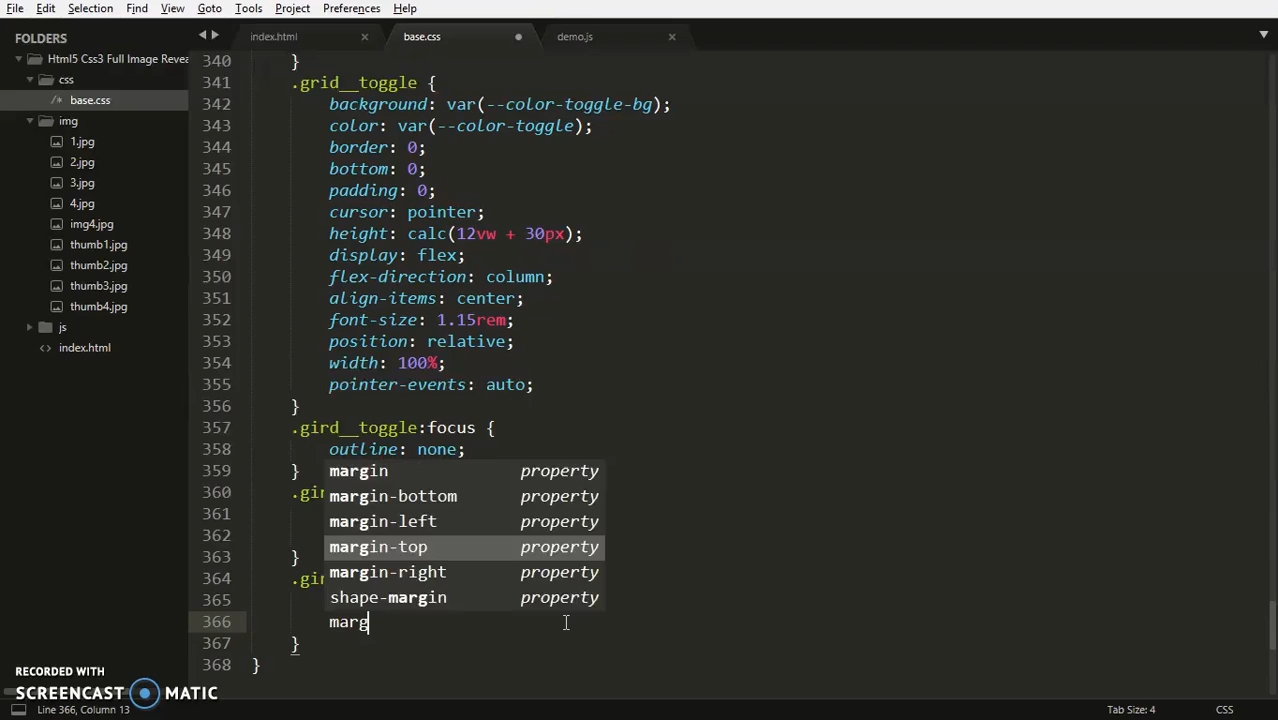 File Edit Selection Find View Goto Tools Project Preferences Help
FOLDERS
Html5 Css3 Full Image Revea
css
/* base.css
img
1.jpg
2.jpg
3.jpg
4.jpg
img4.jpg
thumb1.jpg
thumb2.jpg
thumb3.jpg
thumb4.jpg
js
<> index.html
index.html × base.css demo.js ×
340 }
341 .grid__toggle {
342 background: var(--color-toggle-bg);
343 color: var(--color-toggle);
344 border: 0;
345 bottom: 0;
346 padding: 0;
347 cursor: pointer;
348 height: calc(12vw + 30px);
349 display: flex;
350 flex-direction: column;
351 align-items: center;
352 font-size: 1.15rem;
353 position: relative;
354 width: 100%;
355 pointer-events: auto;
356 }
357 .gird__toggle:focus {
358 outline: none;
359 }
360 .gir
361
362
363 }
364 .gir
365
366 marg
367 }
368 }
margin property
margin-bottom property
margin-left property
margin-top property
margin-right property
shape-margin property
RECORDED WITH
SCREENCAST MATIC
Line 366, Column 13 Tab Size: 4 CSS